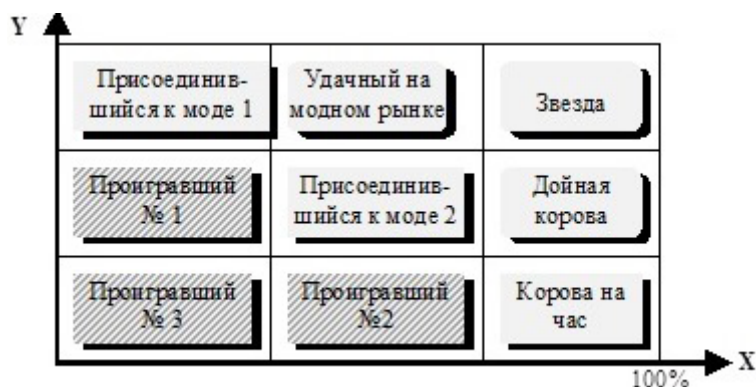 Y
Присоединив-
шийся к моде 1
Удачный на
модном рынке
Звезда
Проигравший
№ 1
Присоединив-
шийся к моде 2
Дойная
корова
Проигравший
№ 3
Проигравший
№2
Корова на
час
X
100%